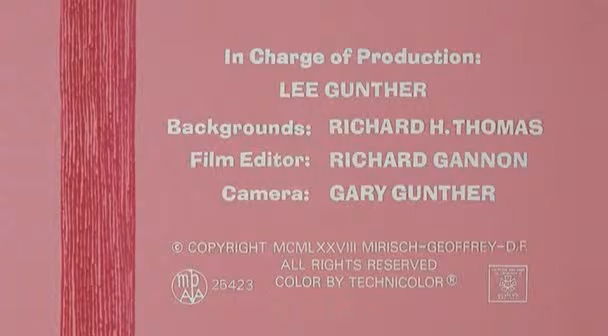 In Charge of Production:
LEE GUNTHER
Backgrounds: RICHARD H. THOMAS
Film Editor: RICHARD GANNON
Camera: GARY GUNTHER
© COPYRIGHT MCMLXXVIII MIRISCH-GEOFFREY-D.F.
ALL RIGHTS RESERVED
COLOR BY TECHNICOLOR®
25423